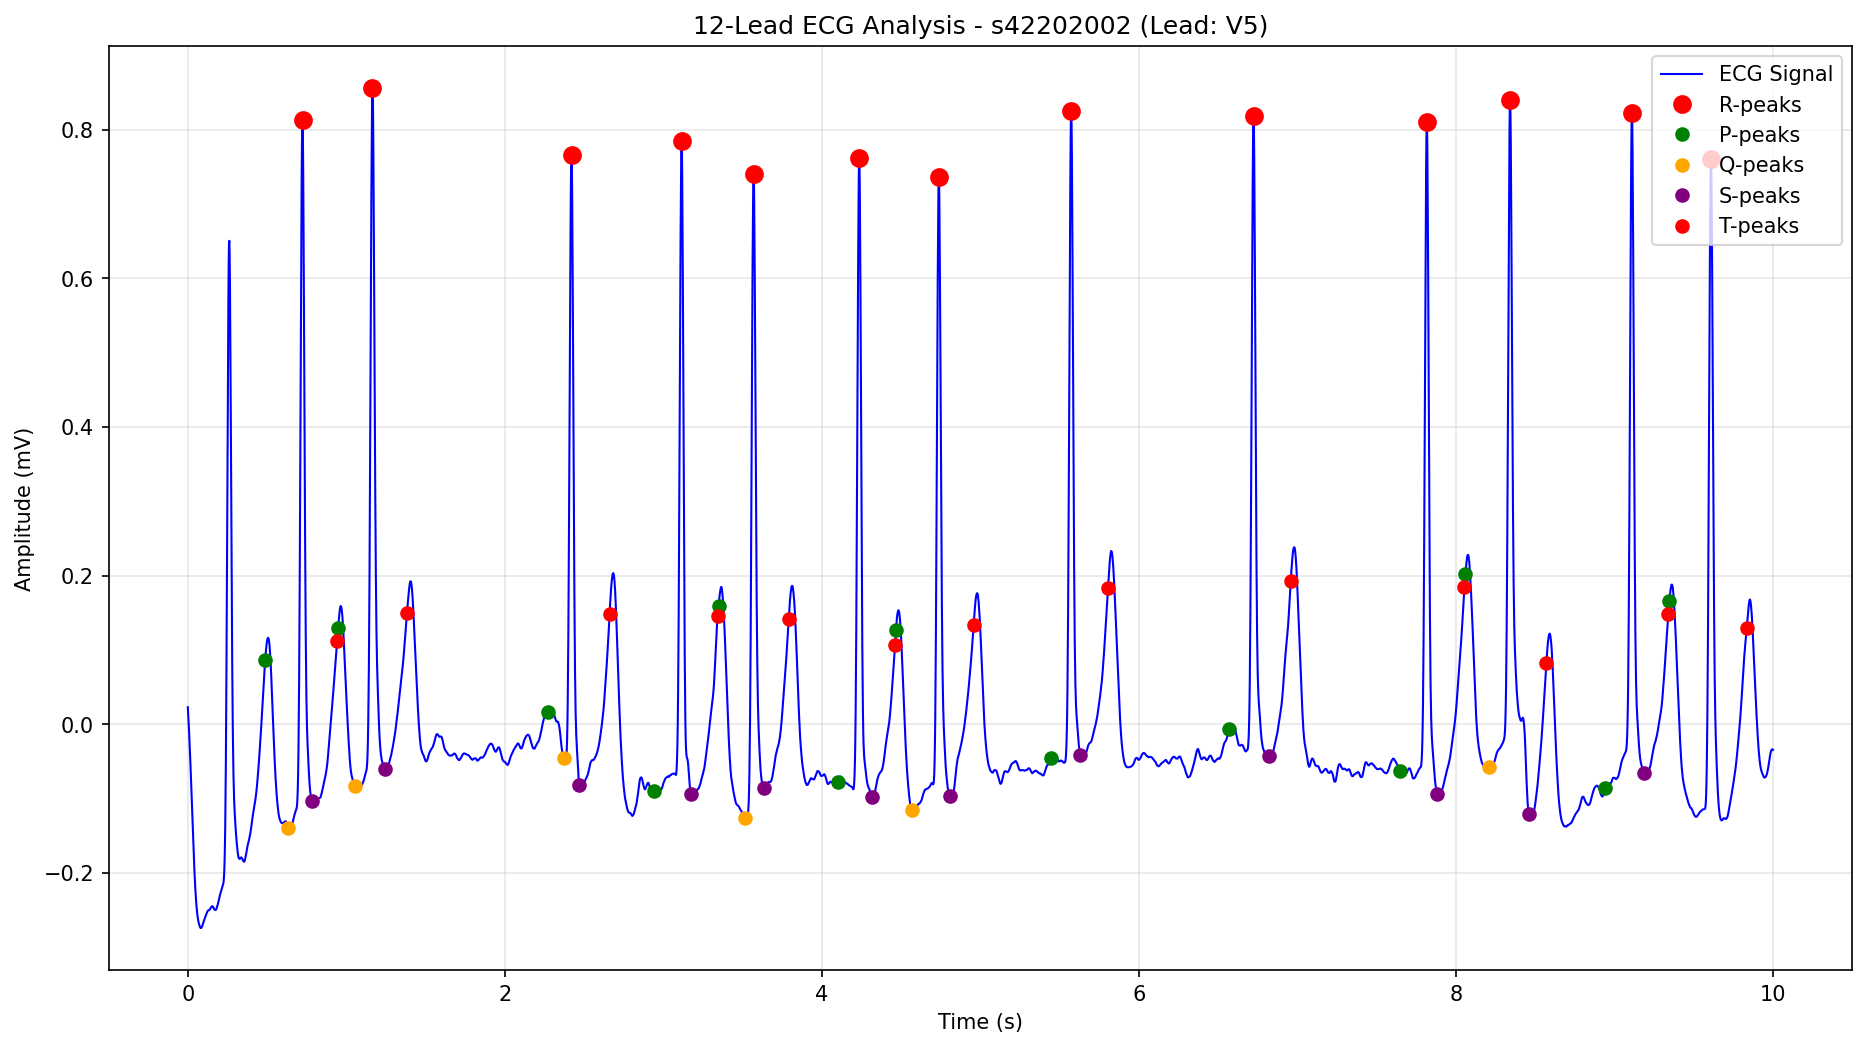 12-Lead ECG Analysis - s42202002 (Lead: V5)
ECG Signal
R-peaks
P-peaks
Q-peaks
S-peaks
T-peaks
Amplitude (mV)
0.8
0.6
0.4
0.2
0.0
−0.2
0 2 4 6 8 10
Time (s)